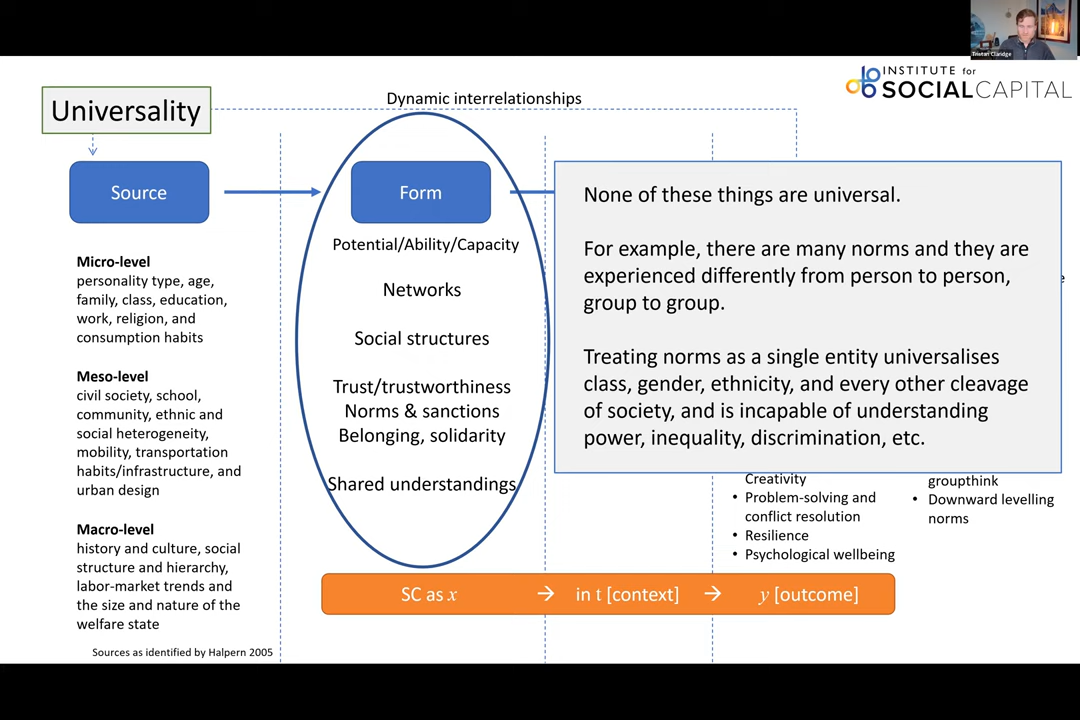 Tristan Claridge
INSTITUTE for
SOCIALCAPITAL
Universality
Dynamic interrelationships
Source
Form
Micro-level
personality type, age,
family, class, education,
work, religion, and
consumption habits
Meso-level
civil society, school,
community, ethnic and
social heterogeneity,
mobility, transportation
habits/infrastructure, and
urban design
Macro-level
history and culture, social
structure and hierarchy,
labor-market trends and
the size and nature of the
welfare state
Sources as identified by Halpern 2005
Potential/Ability/Capacity
Networks
Social structures
Trust/trustworthiness
Norms & sanctions
Belonging, solidarity
Shared understandings
None of these things are universal.
For example, there are many norms and they are
experienced differently from person to person,
group to group.
Treating norms as a single entity universalises
class, gender, ethnicity, and every other cleavage
of society, and is incapable of understanding
power, inequality, discrimination, etc.
Creativity
• Problem-solving and
conflict resolution
• Resilience
• Psychological wellbeing
groupthink
• Downward levelling
norms
SC as x → in t [context] → y [outcome]